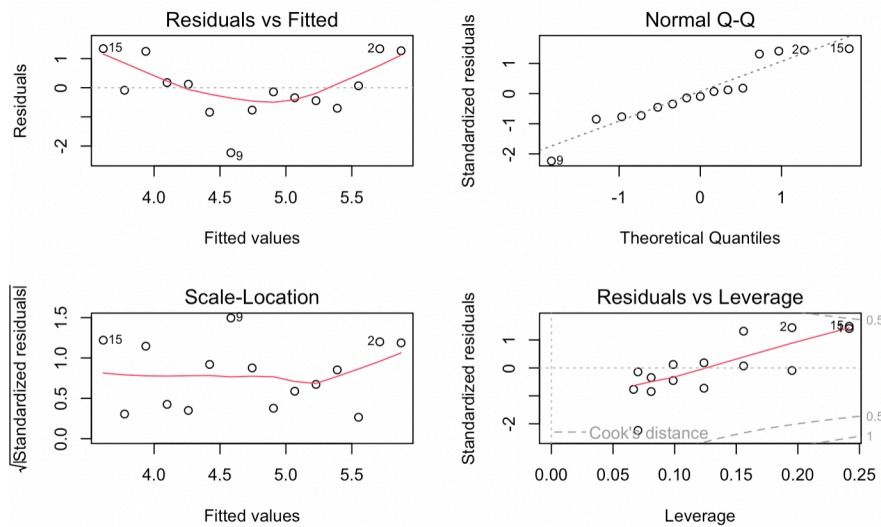 Residuals vs Fitted
Residuals
1
0
-2
15
2
9
4.0 4.5 5.0 5.5
Fitted values
Normal Q-Q
Standardized residuals
1
0
-1
-2
2
15
9
-1 0 1
Theoretical Quantiles
Scale-Location
√|Standardized residuals|
1.5
1.0
0.5
0.0
15
9
2
4.0 4.5 5.0 5.5
Fitted values
Residuals vs Leverage
Standardized residuals
1
0
-2
2
15
0.5
0.5
1
Cook's distance
0.00 0.05 0.10 0.15 0.20 0.25
Leverage